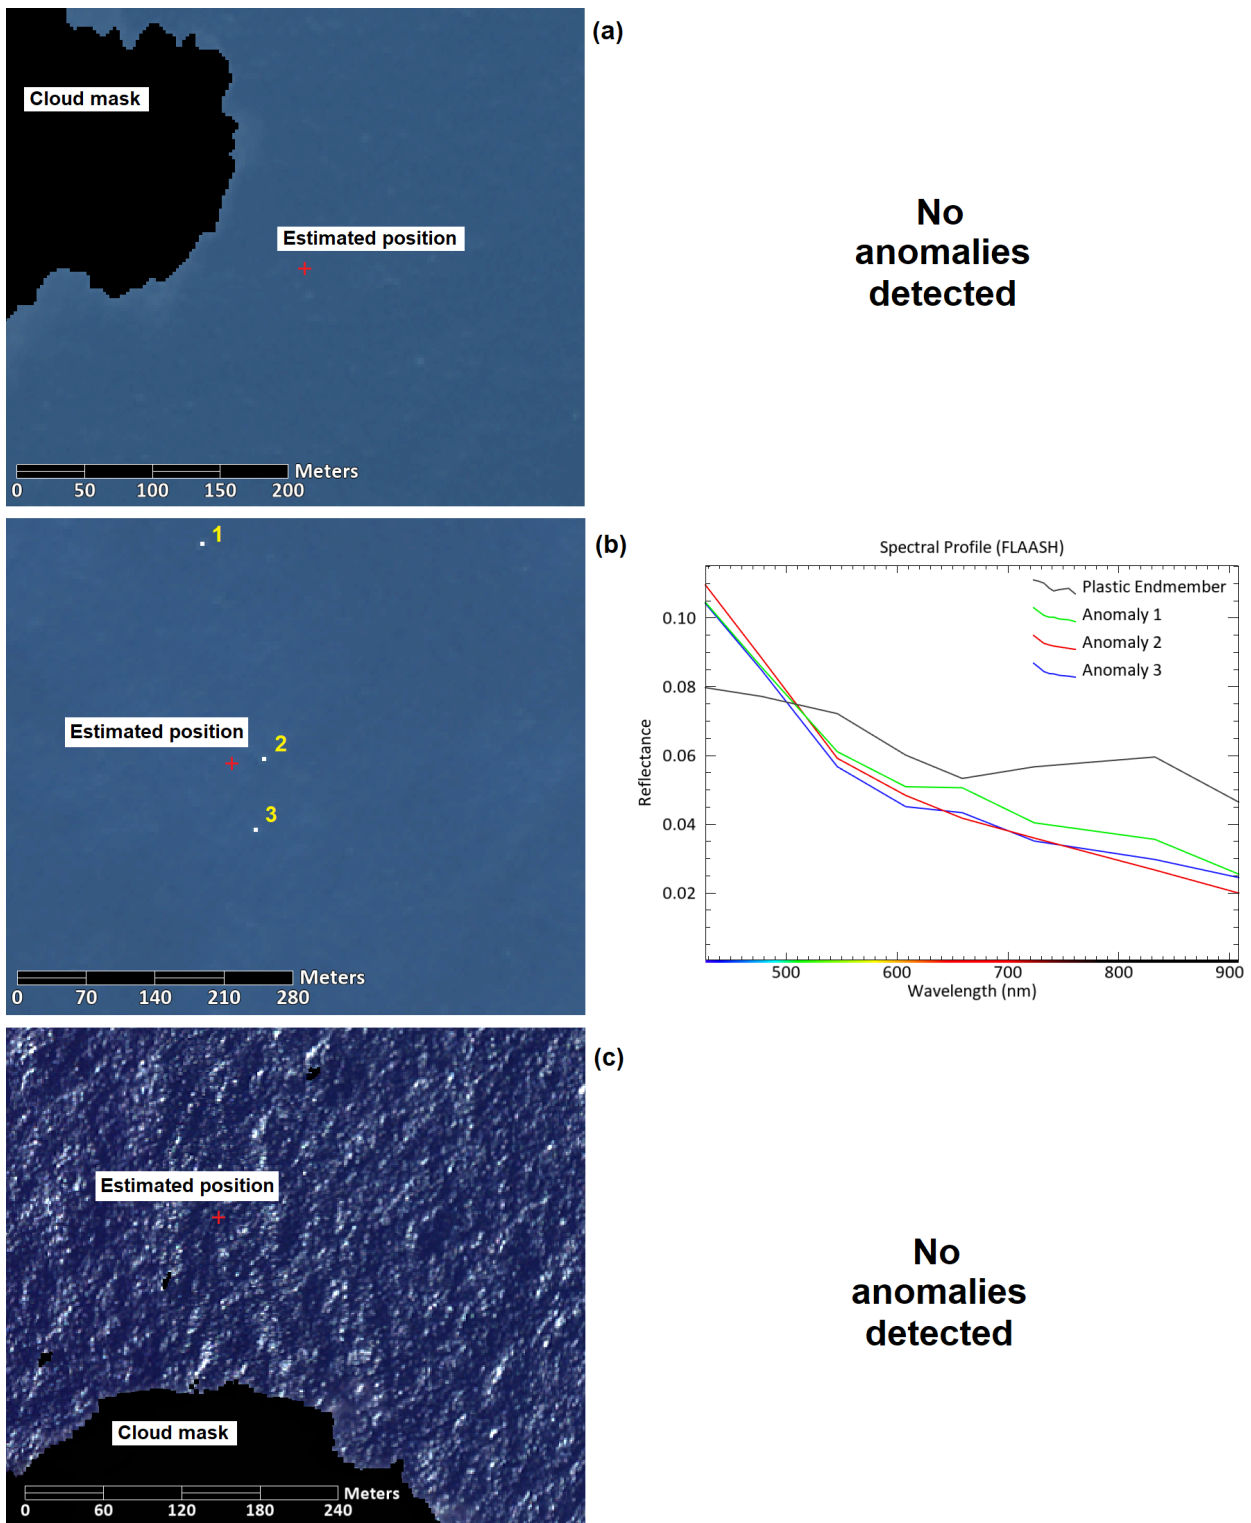 (a)
Cloud mask
Estimated position
No
anomalies
detected
Meters
0 50 100 150 200
(b)
1
2
Estimated position
3
Meters
0 70 140 210 280
Spectral Profile (FLAASH)
Plastic Endmember
Anomaly 1
Anomaly 2
Anomaly 3
0.10
0.08
0.06
0.04
0.02
Reflectance
500 600 700 800 900
Wavelength (nm)
(c)
Estimated position
No
anomalies
detected
Cloud mask
Meters
0 60 120 180 240